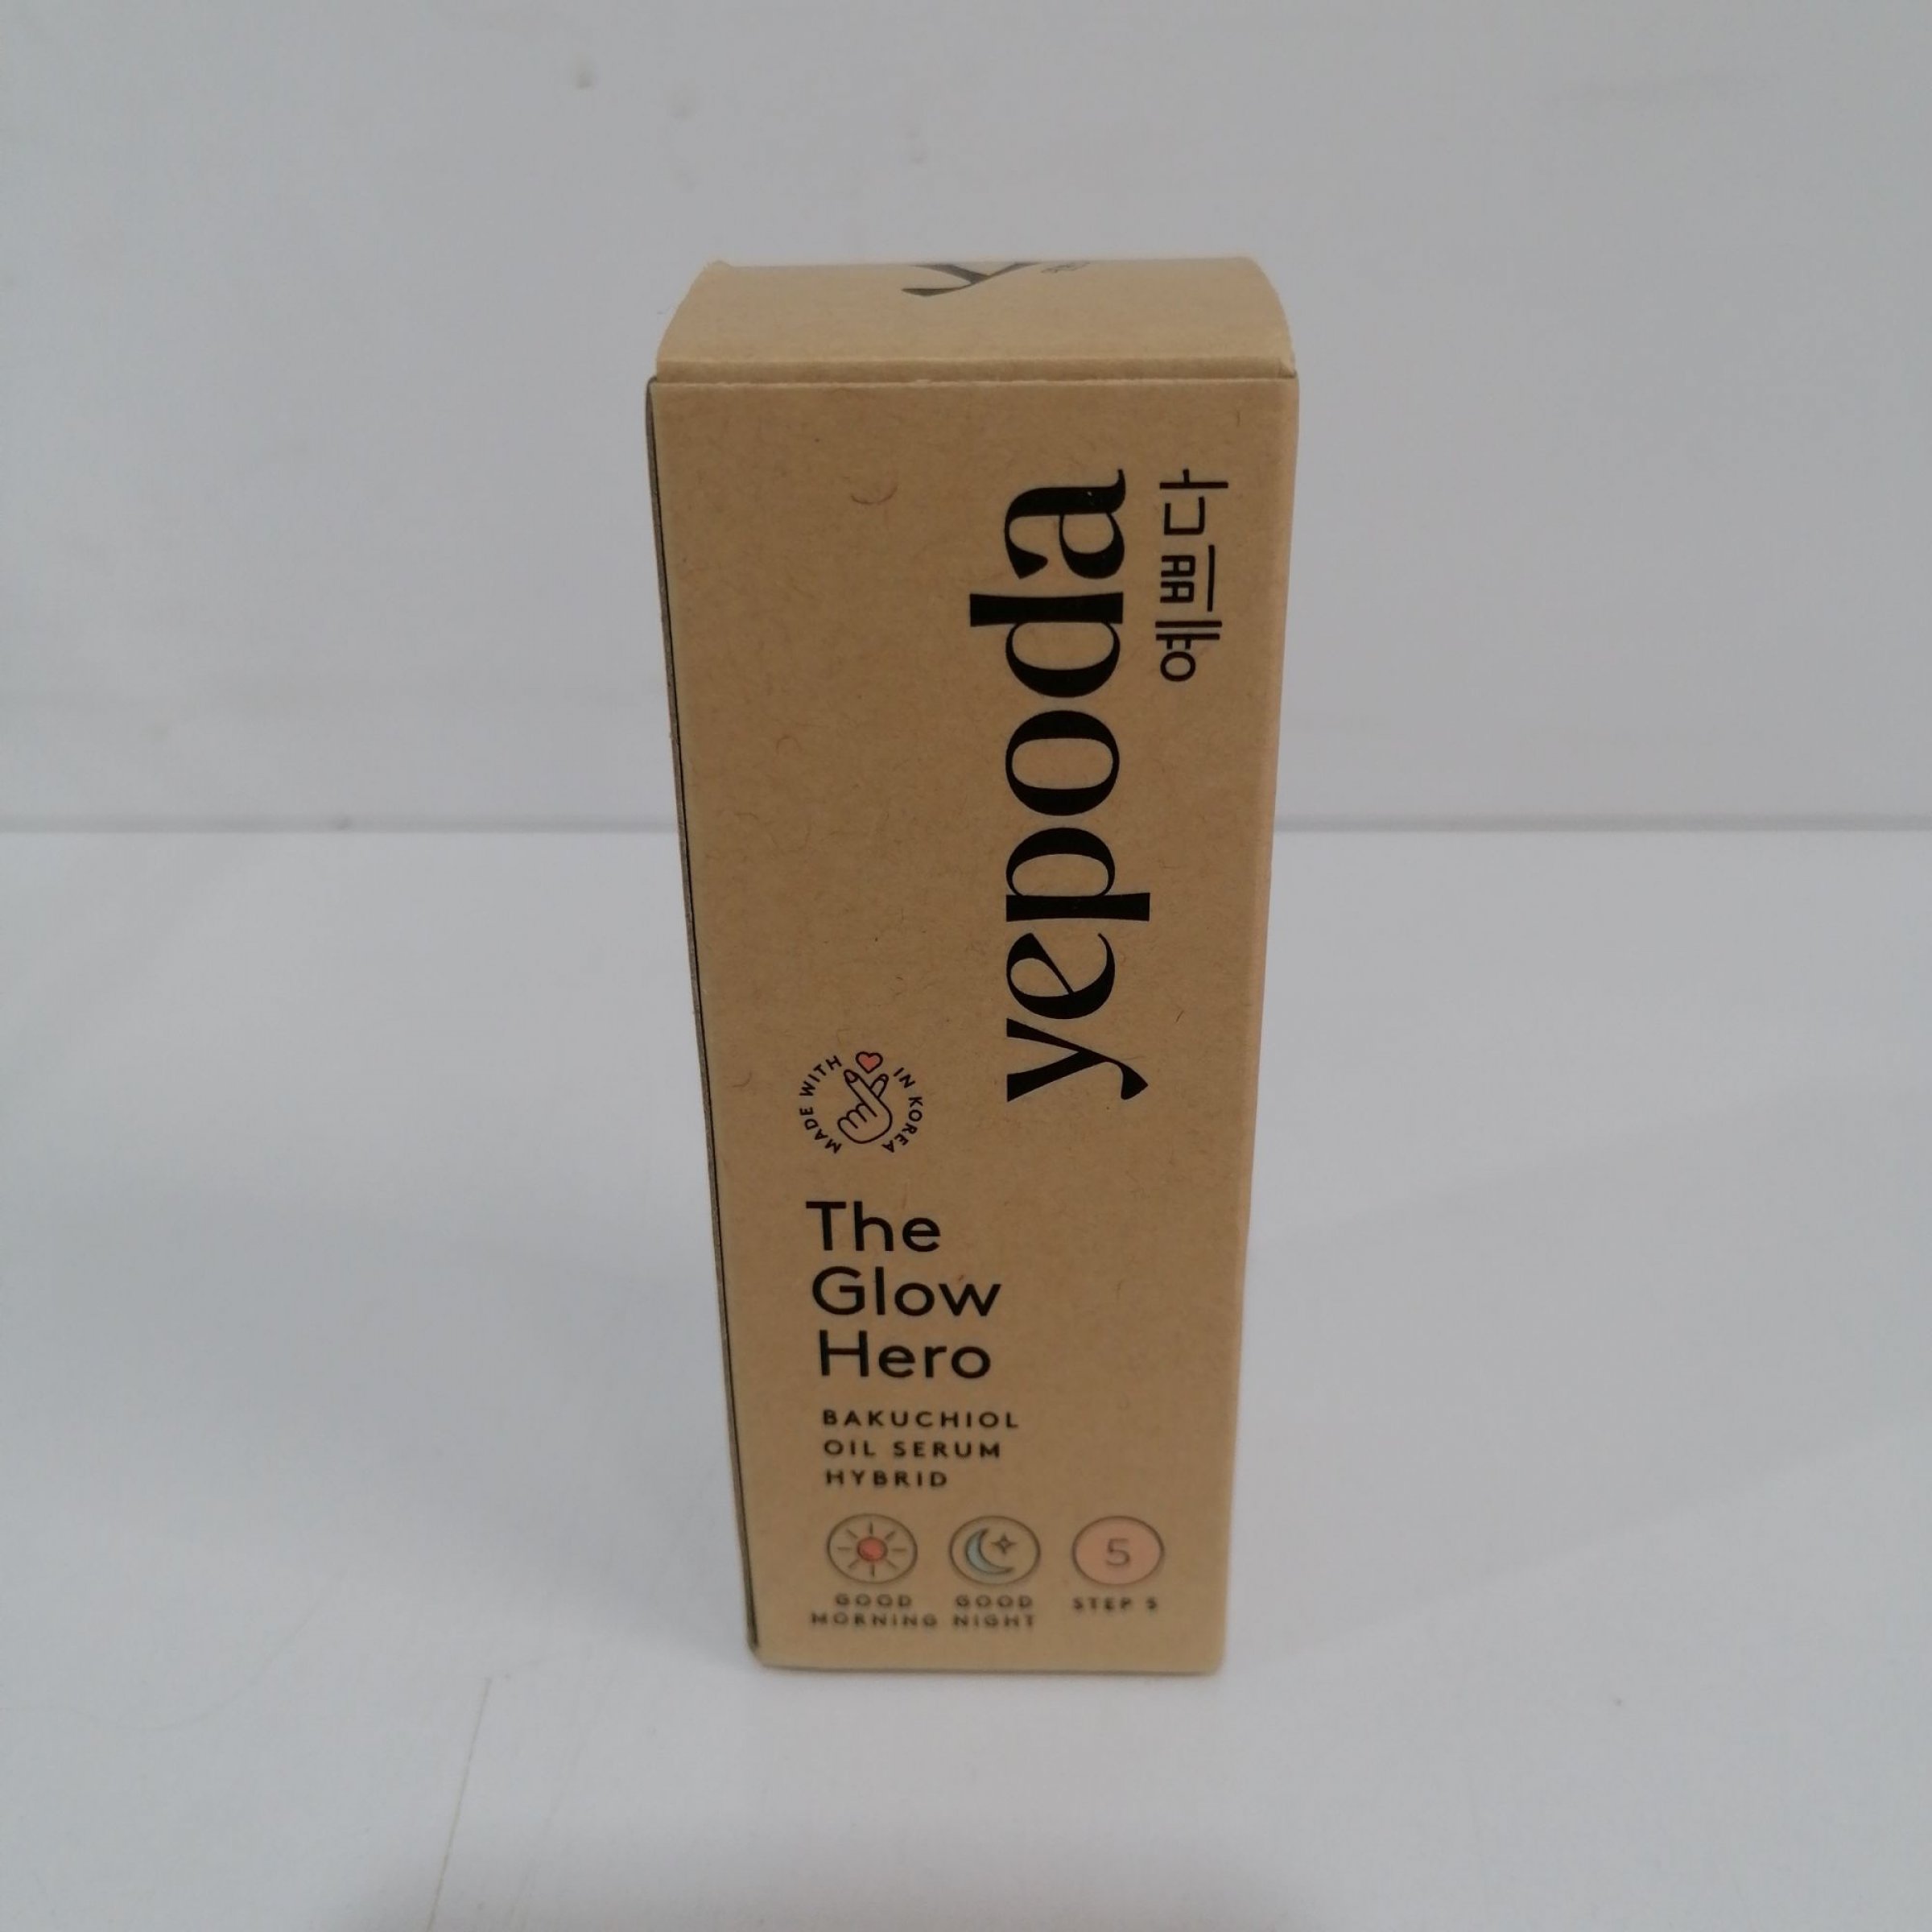 yepoda
예쁘다
MADE WITH IN KOREA
The
Glow
Hero
BAKUCHIOL
OIL SERUM
HYBRID
5
GOOD MORNING
GOOD NIGHT
STEP 5